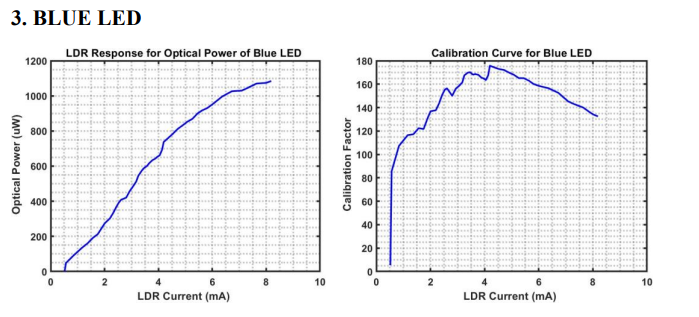 3. BLUE LED
LDR Response for Optical Power of Blue LED
1200
1000
800
600
400
200
0
Optical Power (uW)
0 2 4 6 8 10
LDR Current (mA)
Calibration Curve for Blue LED
180
160
140
120
100
80
60
40
20
0
Calibration Factor
0 2 4 6 8 10
LDR Current (mA)